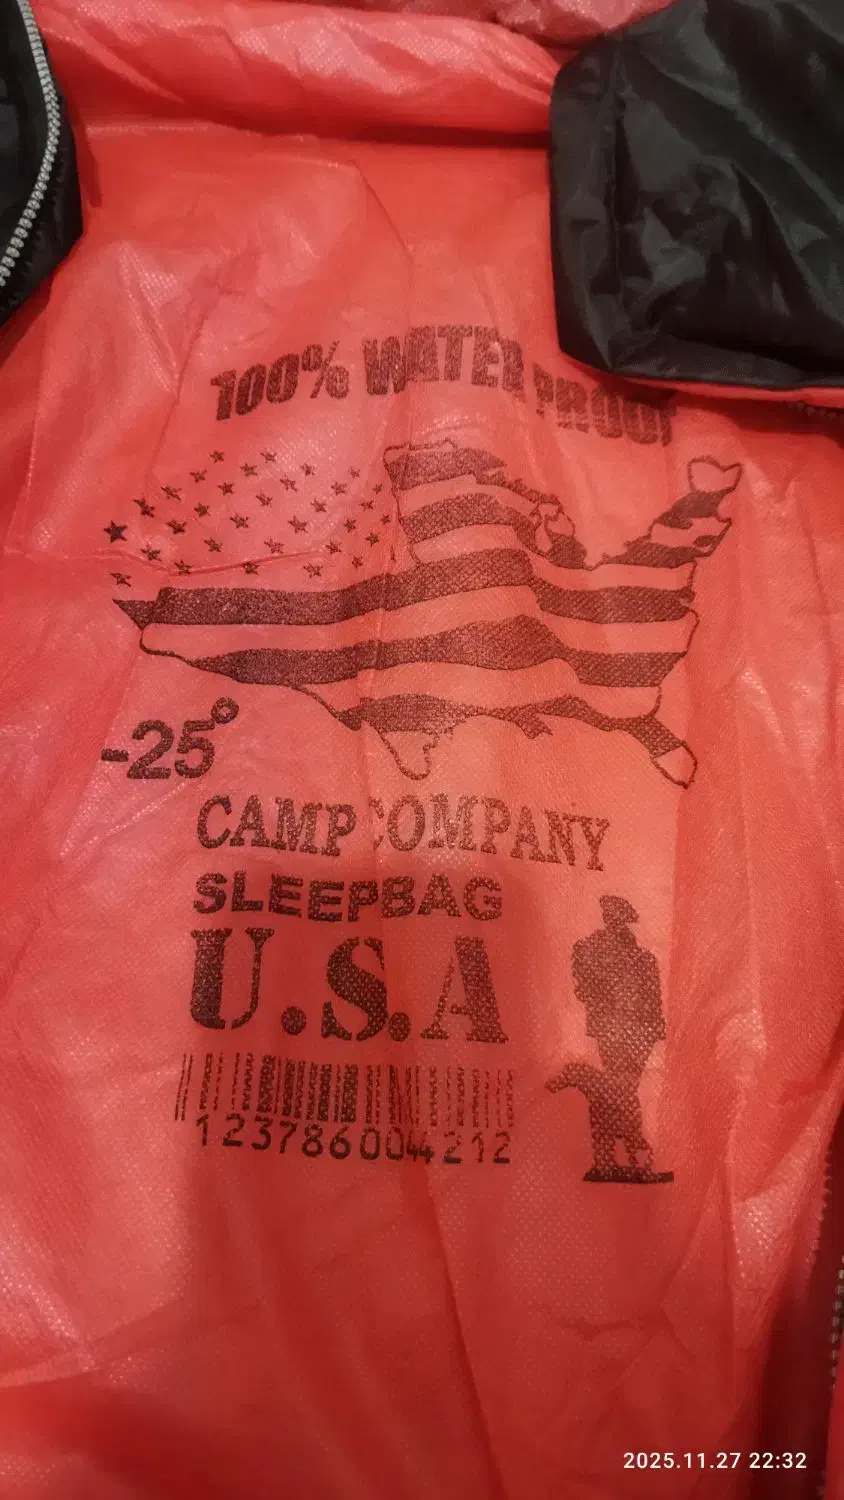 100% WATER PROOF
-25°
CAMP COMPANY
SLEEPBAG
U.S.A
123786004212
2025.11.27 22:32